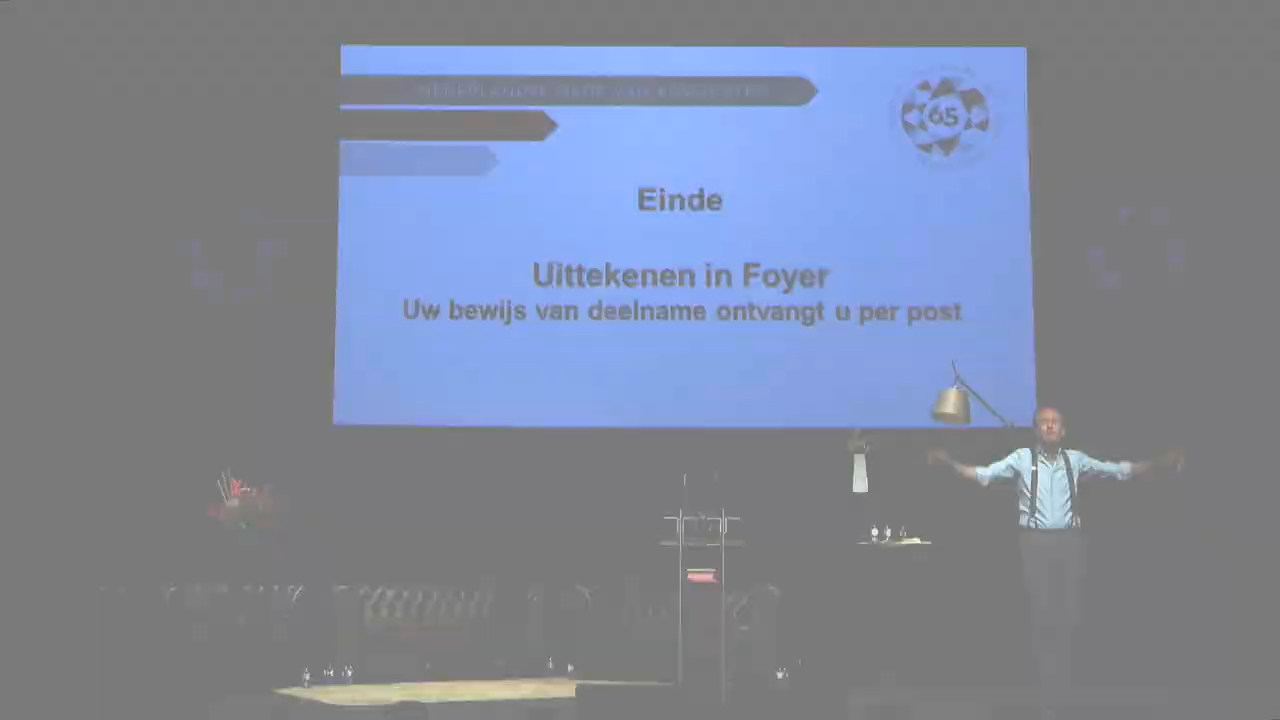 65
Einde
Uittekenen in Foyer
Uw bewijs van deelname ontvangt u per post